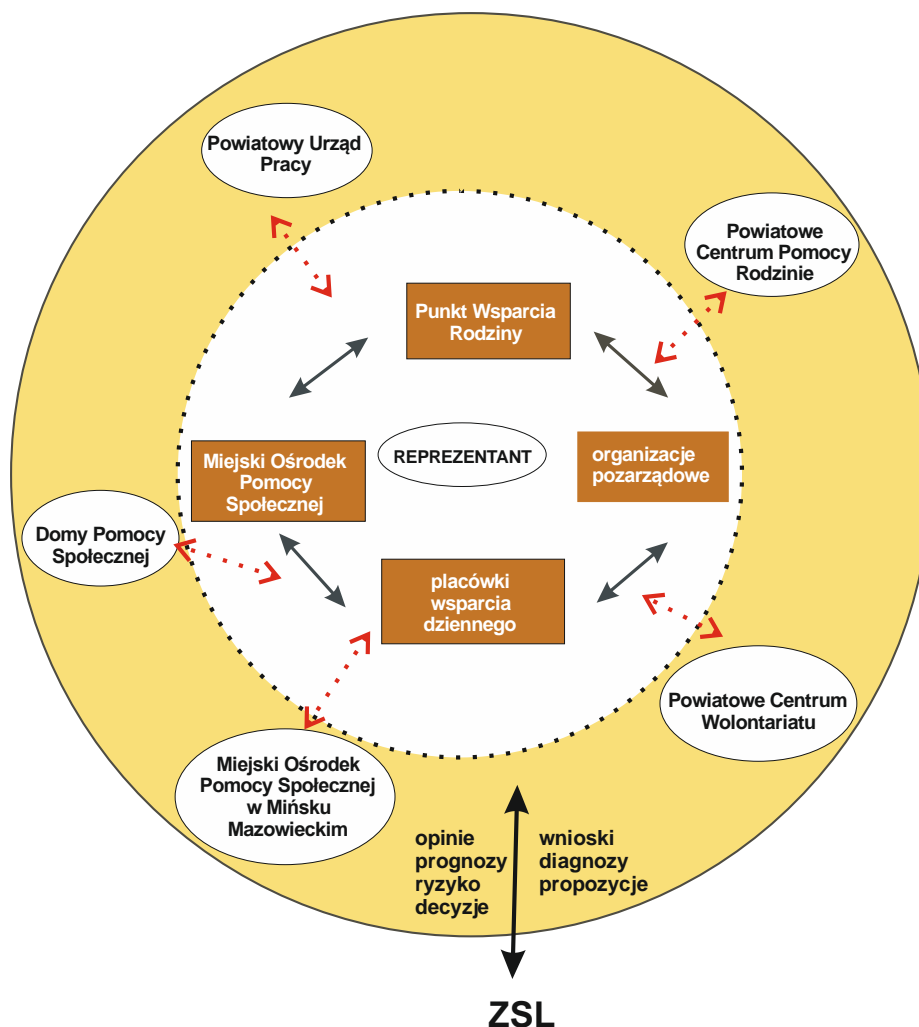 Powiatowy Urząd
Pracy
Powiatowe
Centrum Pomocy
Rodzinie
Punkt Wsparcia
Rodziny
Miejski Ośrodek
Pomocy
Społecznej
REPREZENTANT
organizacje
pozarządowe
Domy Pomocy
Społecznej
placówki
wsparcia
dziennego
Powiatowe Centrum
Wolontariatu
Miejski Ośrodek
Pomocy Społecznej
w Mińsku
Mazowieckim
opinie
prognozy
ryzyko
decyzje
wnioski
diagnozy
propozycje
ZSL